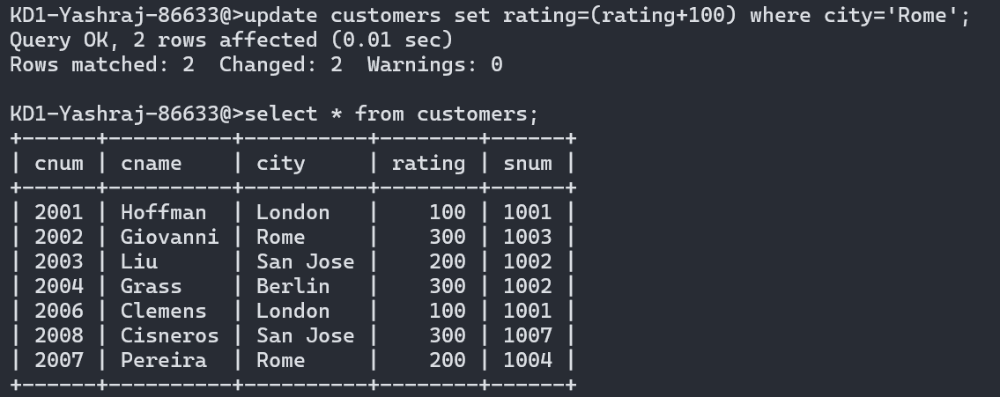 KD1-Yashraj-86633@>update customers set rating=(rating+100) where city='Rome';
Query OK, 2 rows affected (0.01 sec)
Rows matched: 2  Changed: 2  Warnings: 0

KD1-Yashraj-86633@>select * from customers;
+------+----------+----------+--------+------+
| cnum | cname    | city     | rating | snum |
+------+----------+----------+--------+------+
| 2001 | Hoffman  | London   |    100 | 1001 |
| 2002 | Giovanni | Rome     |    300 | 1003 |
| 2003 | Liu      | San Jose |    200 | 1002 |
| 2004 | Grass    | Berlin   |    300 | 1002 |
| 2006 | Clemens  | London   |    100 | 1001 |
| 2008 | Cisneros | San Jose |    300 | 1007 |
| 2007 | Pereira  | Rome     |    200 | 1004 |
+------+----------+----------+--------+------+